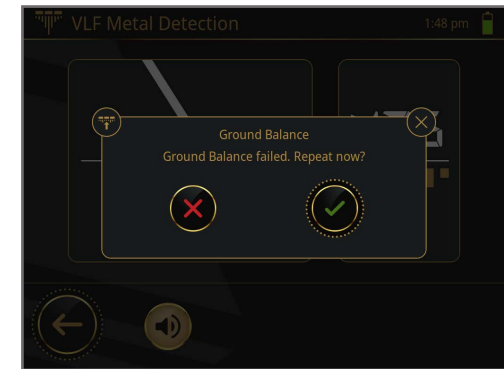 VLF Metal Detection
1:48 pm
Ground Balance
Ground Balance failed. Repeat now?